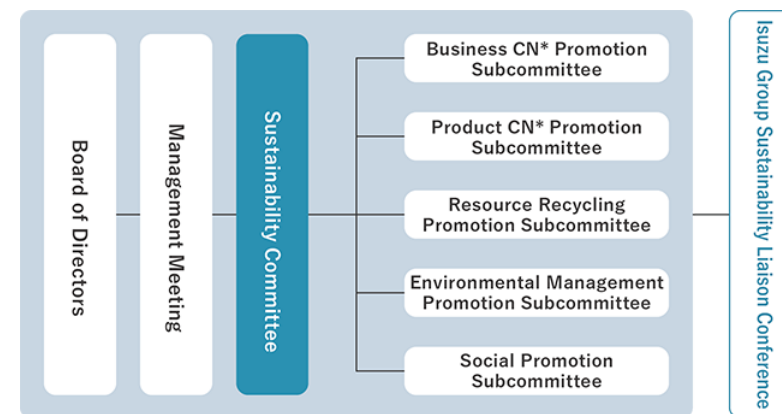 Board of Directors
Management Meeting
Sustainability Committee
Business CN* Promotion
Subcommittee
Product CN* Promotion
Subcommittee
Resource Recycling
Promotion Subcommittee
Environmental Management
Promotion Subcommittee
Social Promotion
Subcommittee
Isuzu Group Sustainability Liaison Conference